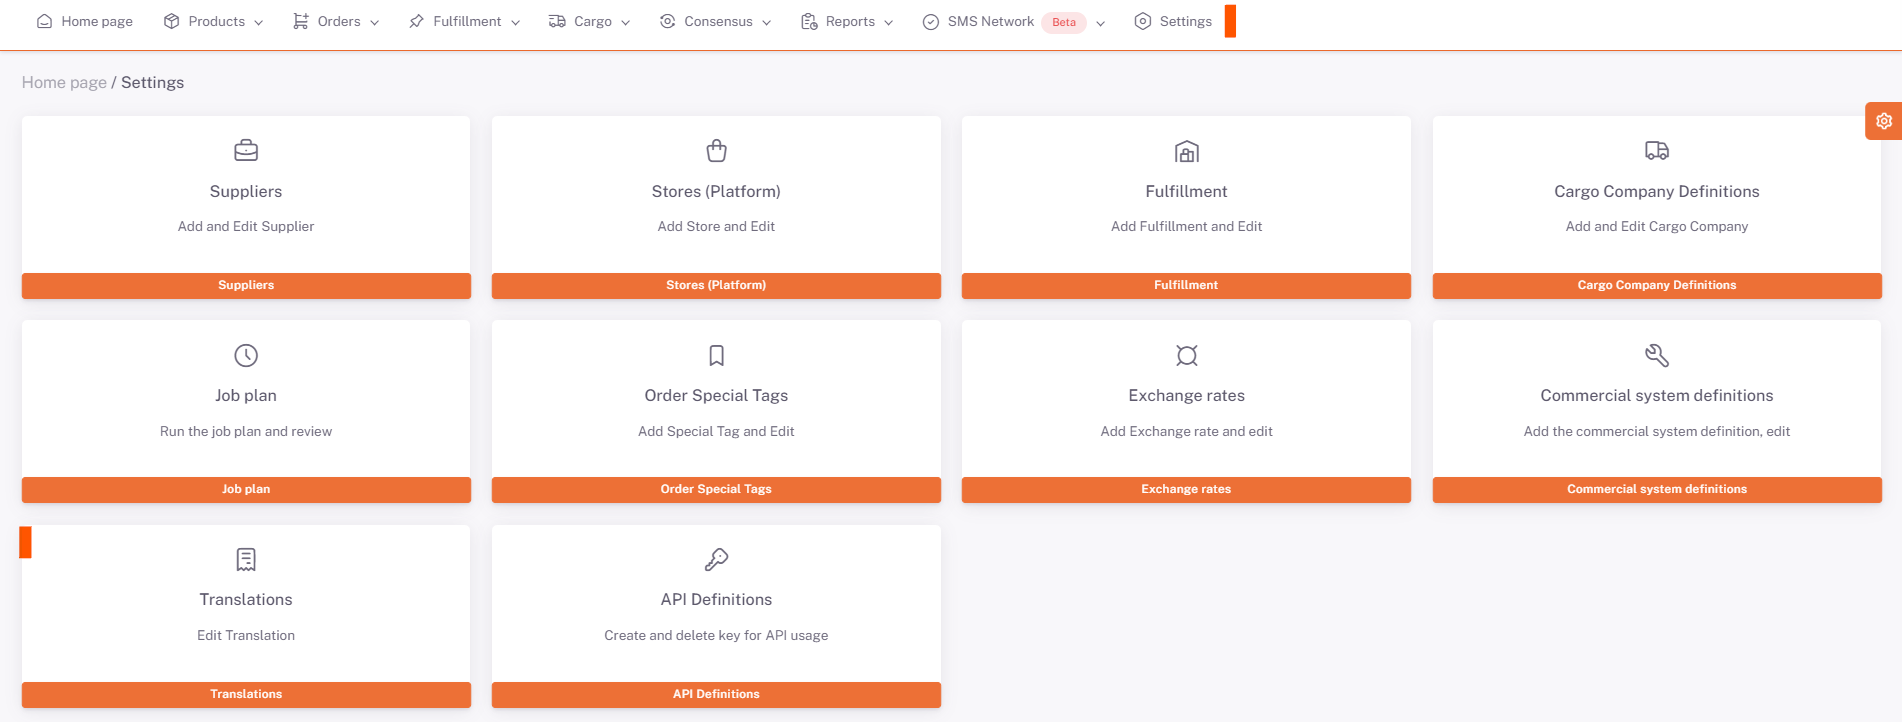 Home page Products Orders Fulfillment Cargo Consensus Reports SMS Network Beta Settings
Home page / Settings
Suppliers
Add and Edit Supplier
Suppliers
Stores (Platform)
Add Store and Edit
Stores (Platform)
Fulfillment
Add Fulfillment and Edit
Fulfillment
Cargo Company Definitions
Add and Edit Cargo Company
Cargo Company Definitions
Job plan
Run the job plan and review
Job plan
Order Special Tags
Add Special Tag and Edit
Order Special Tags
Exchange rates
Add Exchange rate and edit
Exchange rates
Commercial system definitions
Add the commercial system definition, edit
Commercial system definitions
Translations
Edit Translation
Translations
API Definitions
Create and delete key for API usage
API Definitions